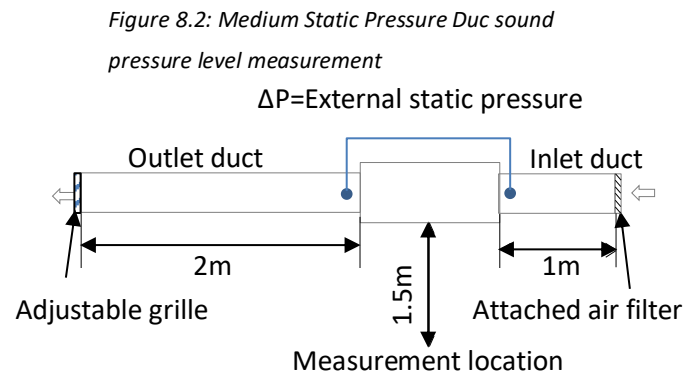 Figure 8.2: Medium Static Pressure Duc sound
pressure level measurement
ΔP=External static pressure
Outlet duct
Inlet duct
2m
1m
1.5m
Adjustable grille
Attached air filter
Measurement location